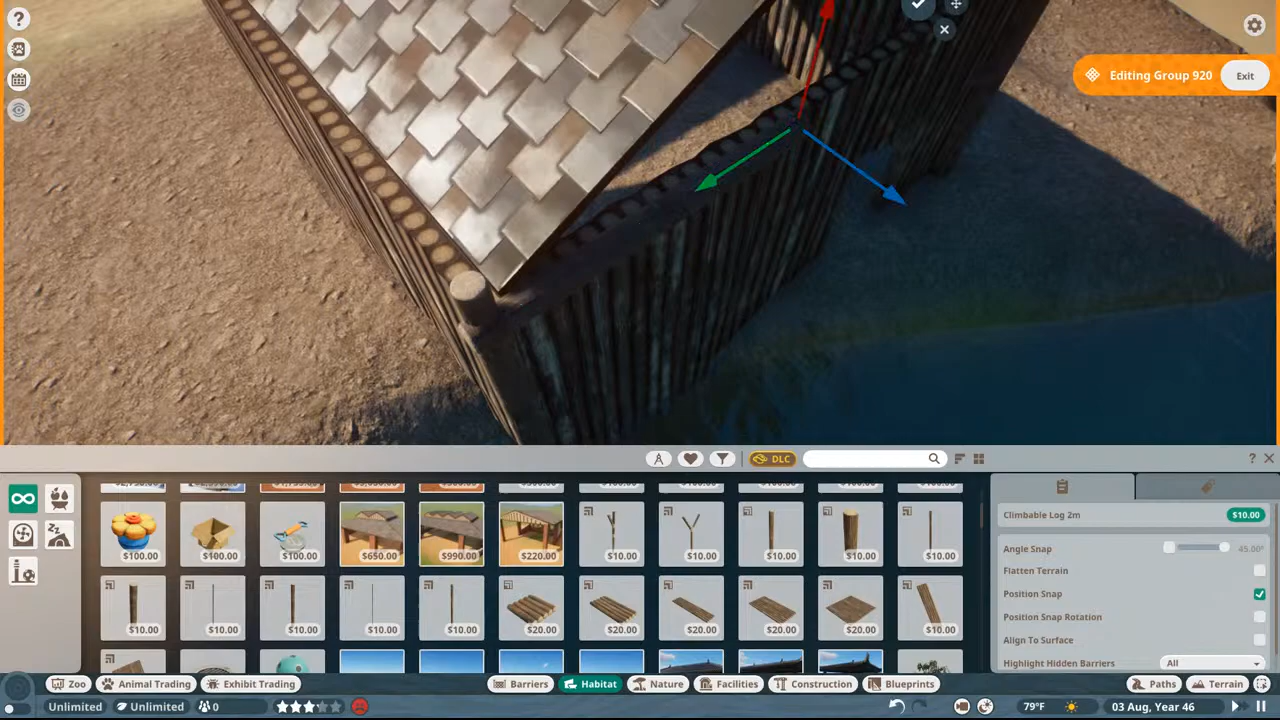 Editing Group 920 Exit
DLC
$100.00 $100.00 $100.00 $650.00 $990.00 $220.00 $10.00 $10.00 $10.00 $10.00 $10.00
$10.00 $10.00 $10.00 $10.00 $10.00 $20.00 $20.00 $20.00 $20.00 $20.00 $10.00
Climbable Log 2m $10.00
Angle Snap 45.00°
Flatten Terrain
Position Snap
Position Snap Rotation
Align To Surface
Highlight Hidden Barriers All
Zoo Animal Trading Exhibit Trading Barriers Habitat Nature Facilities Construction Blueprints Paths Terrain
Unlimited Unlimited 0 79°F 03 Aug, Year 46